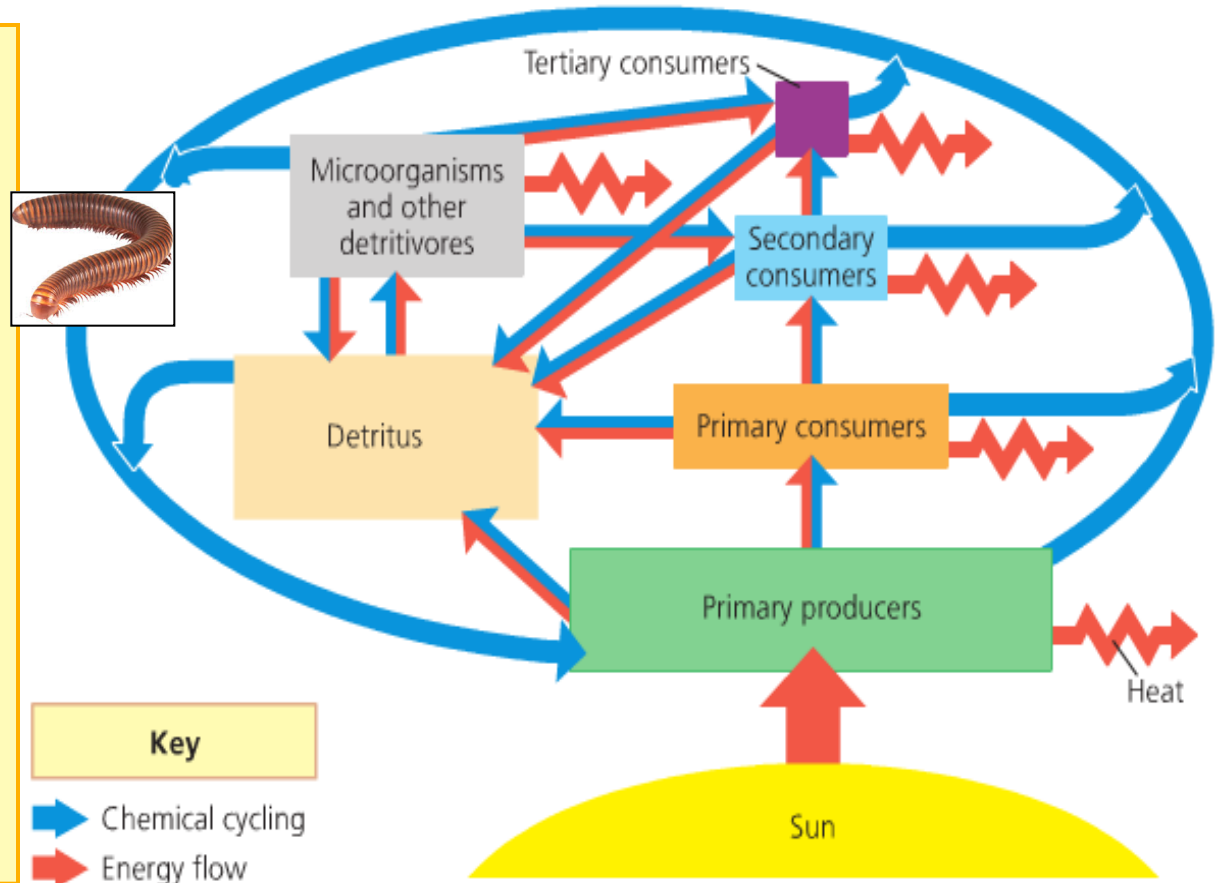 Tertiary consumers
Microorganisms
and other
detritivores
Secondary
consumers
Detritus
Primary consumers
Primary producers
Heat
Key
Chemical cycling
Energy flow
Sun